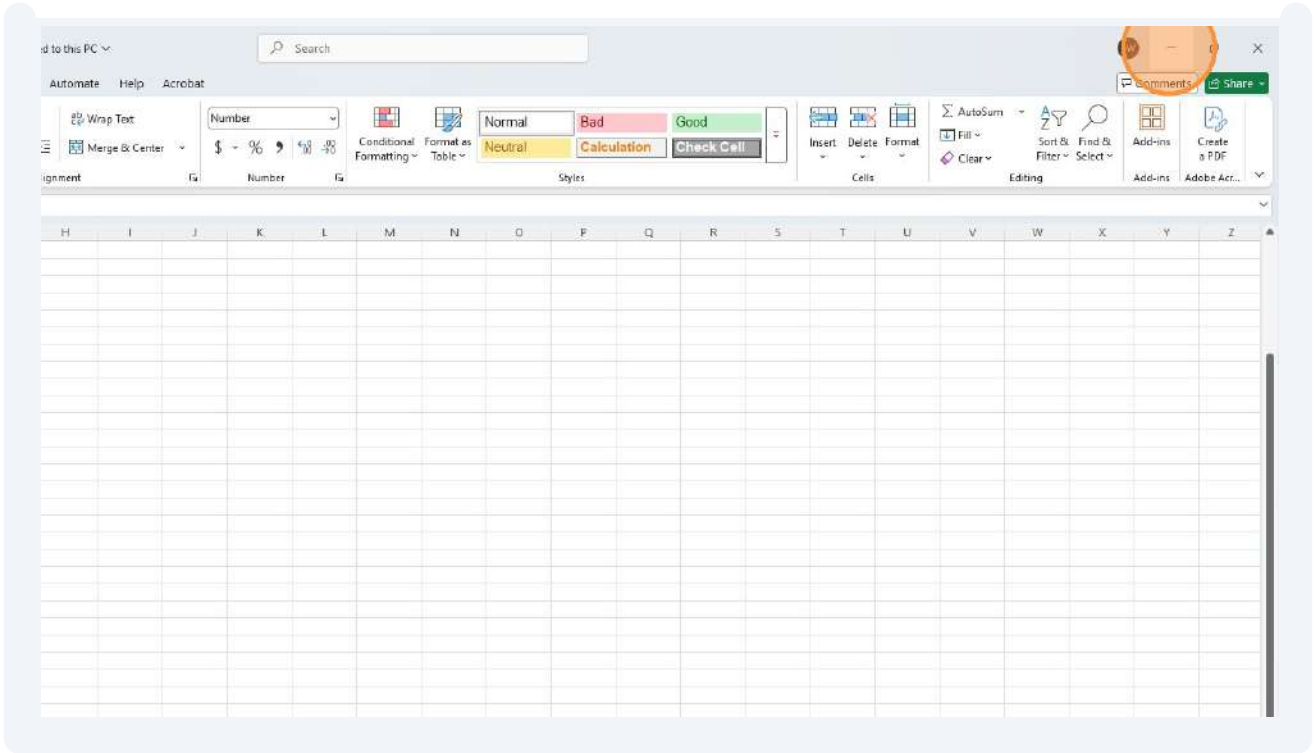 ed to this PC
Search
W
Automate Help Acrobat
Comments Share
Wrap Text Number Normal Bad Good AutoSum
Merge & Center $ % Conditional Formatting Format as Table Neutral Calculation Check Cell Insert Delete Format Fill Sort & Filter Find & Select Add-ins Create a PDF
Clear
ignment Number Styles Cells Editing Add-ins Adobe Acr...
H I J K L M N O P Q R S T U V W X Y Z